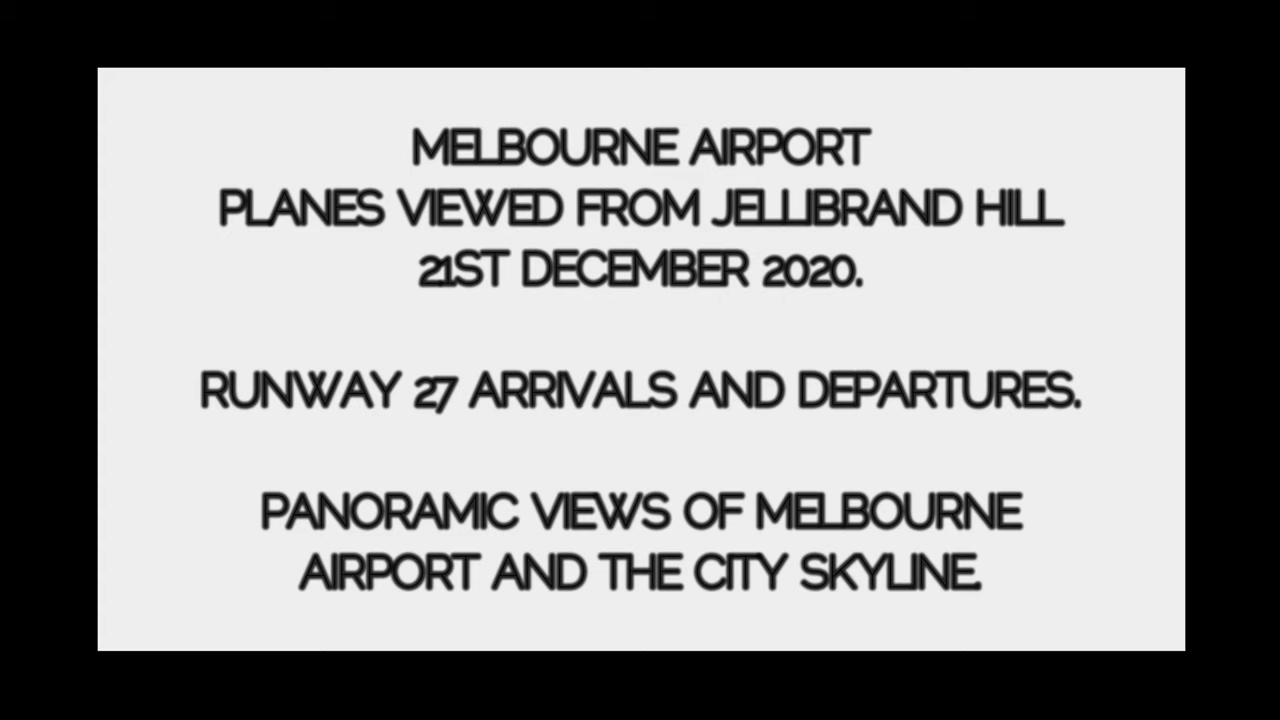 MELBOURNE AIRPORT
PLANES VIEWED FROM JELLIBRAND HILL
21ST DECEMBER 2020.
RUNWAY 27 ARRIVALS AND DEPARTURES.
PANORAMIC VIEWS OF MELBOURNE
AIRPORT AND THE CITY SKYLINE.